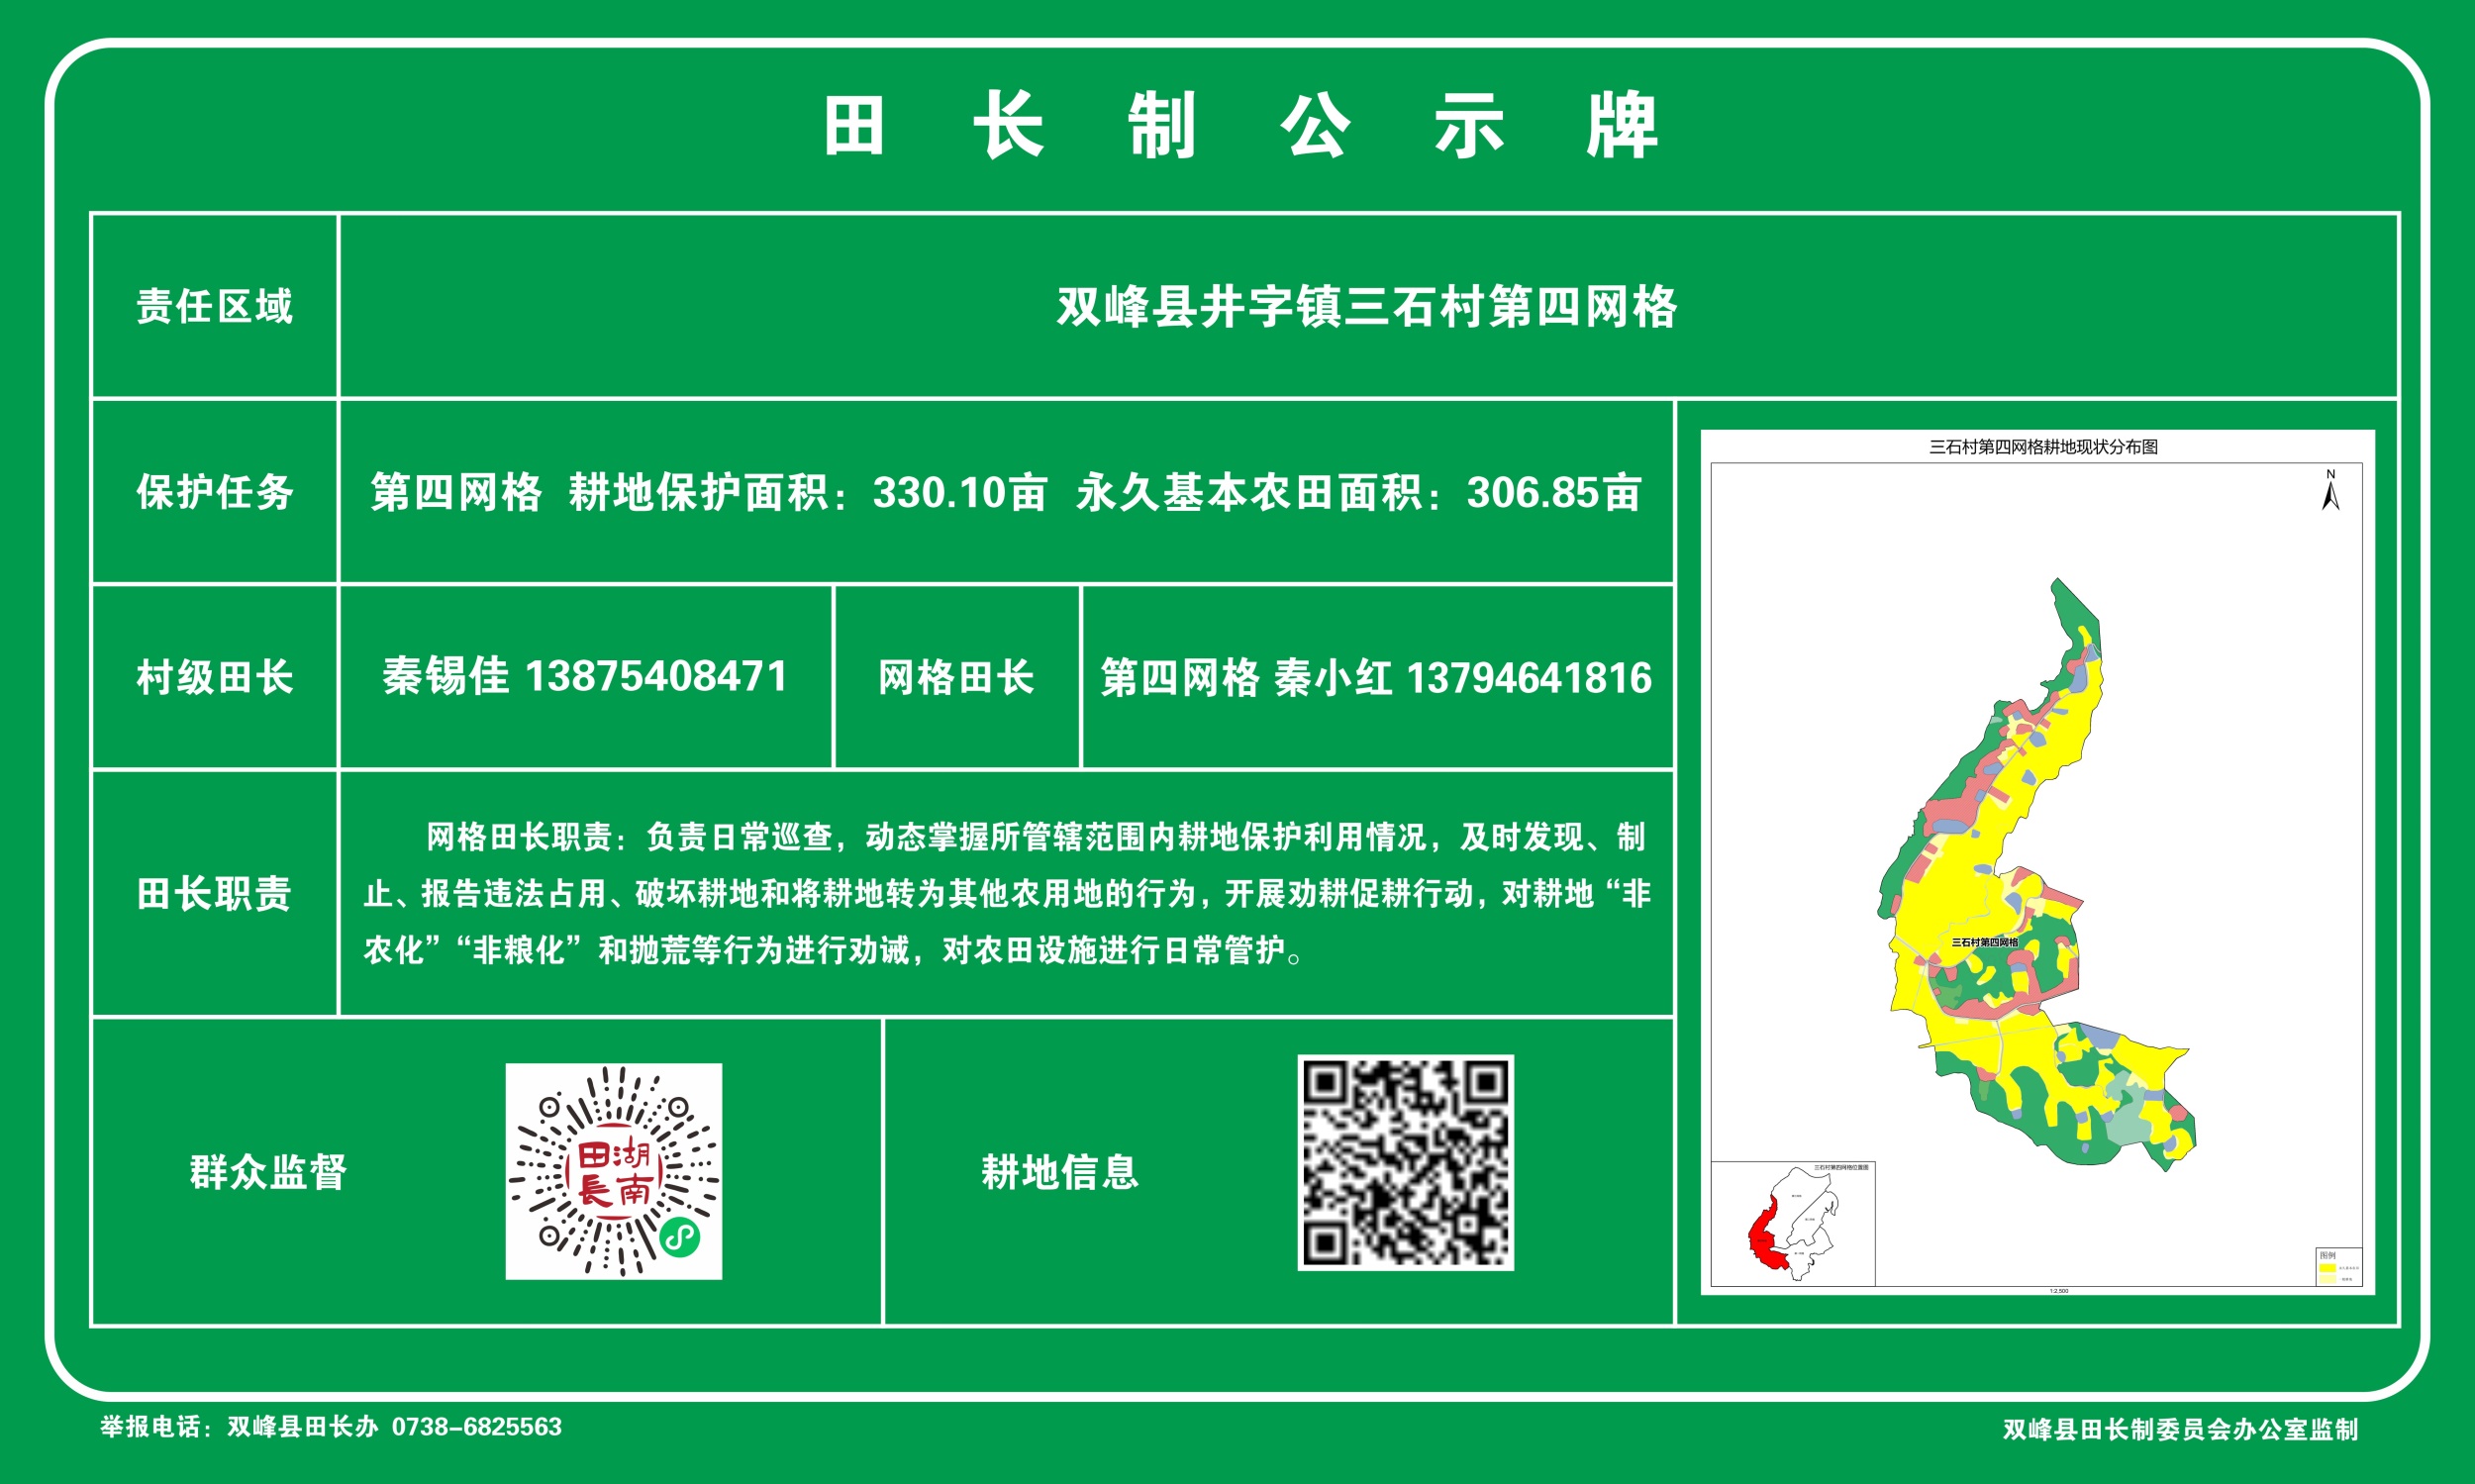 田长制公示牌
责任区域
双峰县井字镇三石村第四网格
保护任务
第四网格 耕地保护面积：330.10亩 永久基本农田面积：306.85亩
村级田长
秦锡佳 13875408471
网格田长
第四网格 秦小红 13794641816
田长职责
网格田长职责：负责日常巡查，动态掌握所管辖范围内耕地保护利用情况，及时发现、制
止、报告违法占用、破坏耕地和将耕地转为其他农用地的行为，开展劝耕促耕行动，对耕地“非
农化”“非粮化”和抛荒等行为进行劝诫，对农田设施进行日常管护。
群众监督
田湖
長南
耕地信息
三石村第四网格耕地现状分布图
N
三石村第四网格
三石村第四网格位置图
图例
1:2,500
举报电话：双峰县田长办 0738-6825563
双峰县田长制委员会办公室监制